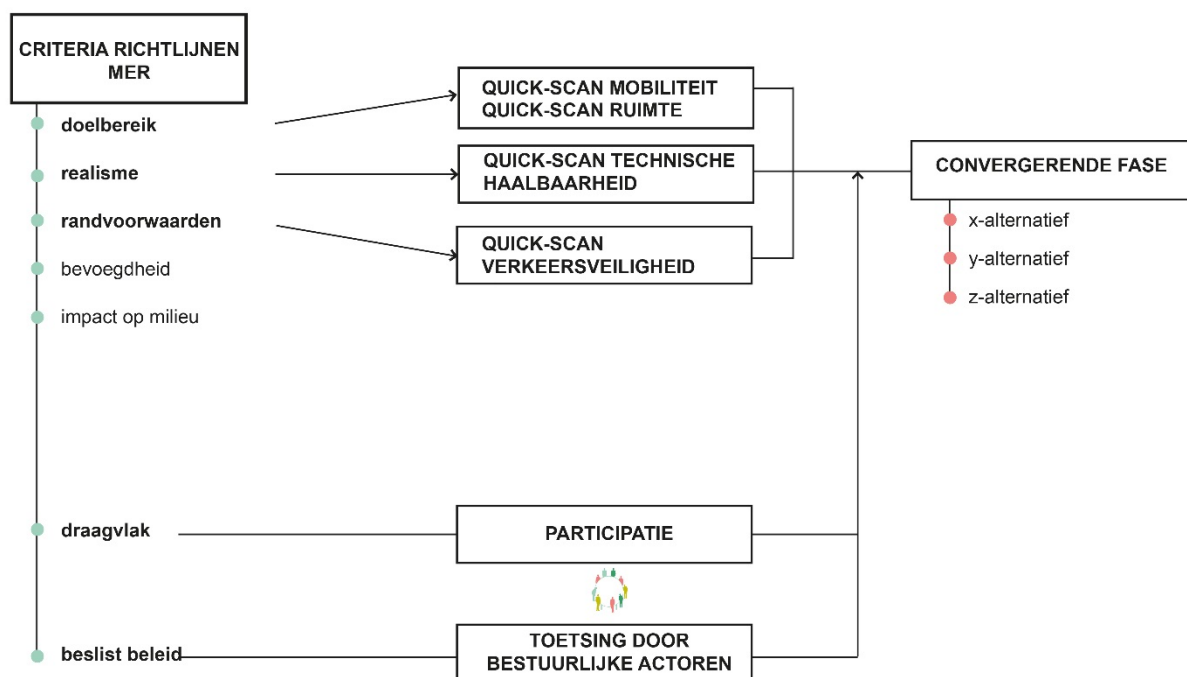 CRITERIA RICHTLIJNEN
MER
doelbereik
realisme
randvoorwaarden
bevoegdheid
impact op milieu
draagvlak
beslist beleid
QUICK-SCAN MOBILITEIT
QUICK-SCAN RUIMTE
QUICK-SCAN TECHNISCHE
HAALBAARHEID
QUICK-SCAN
VERKEERSVEILIGHEID
PARTICIPATIE
TOETSING DOOR
BESTUURLIJKE ACTOREN
CONVERGERENDE FASE
x-alternatief
y-alternatief
z-alternatief